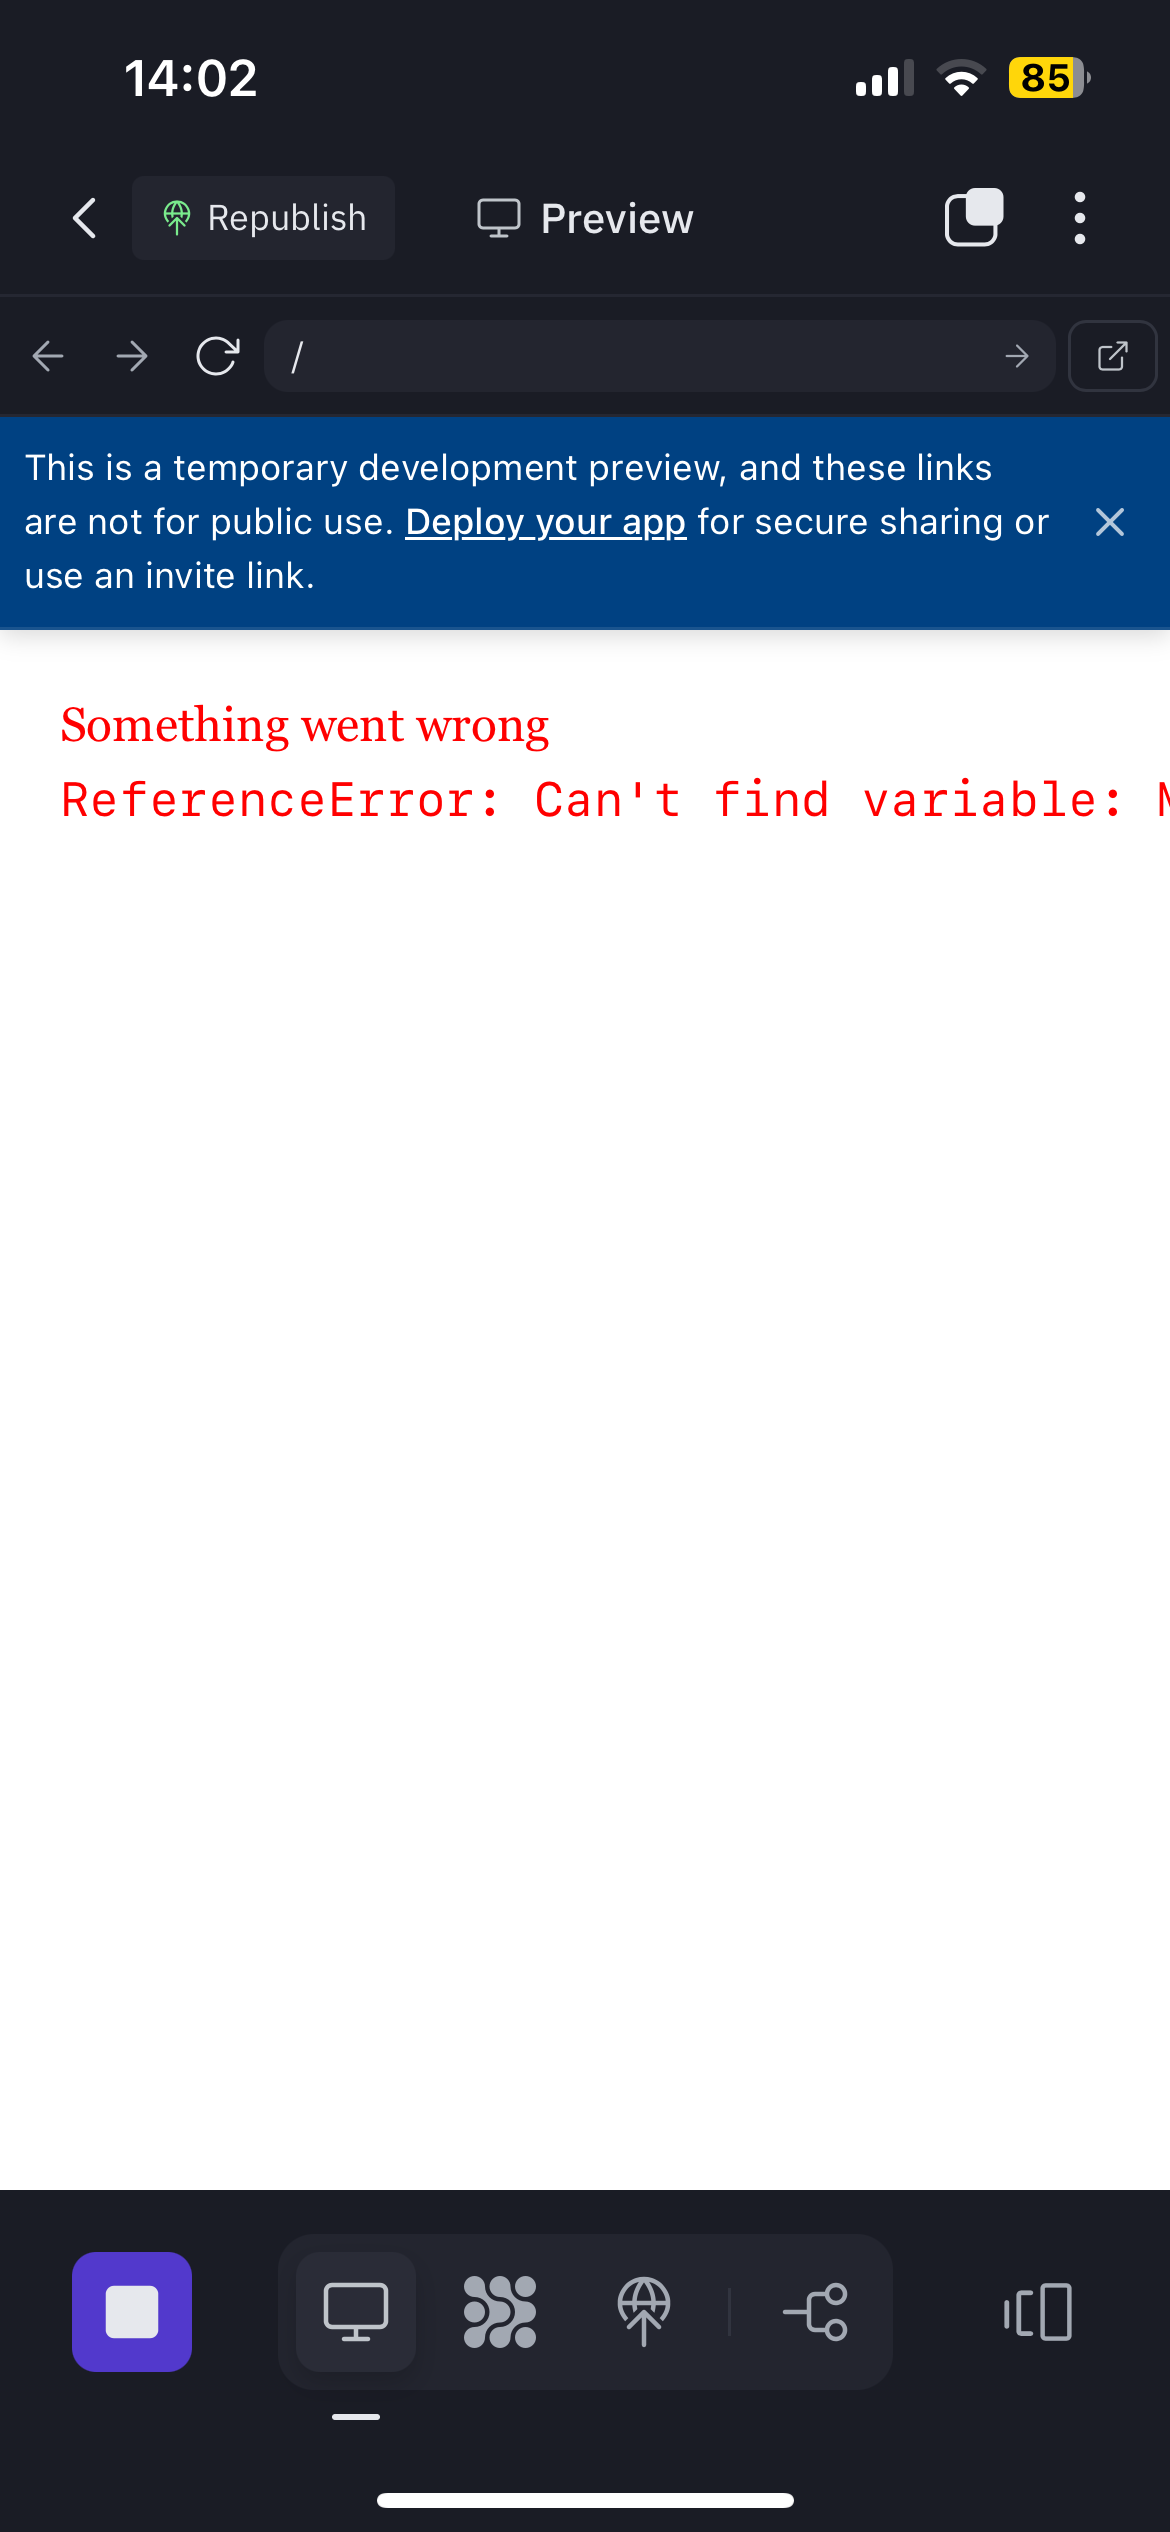 14:02
85
Republish
Preview
/
This is a temporary development preview, and these links
are not for public use. Deploy your app for secure sharing or
use an invite link.
Something went wrong
ReferenceError: Can't find variable: